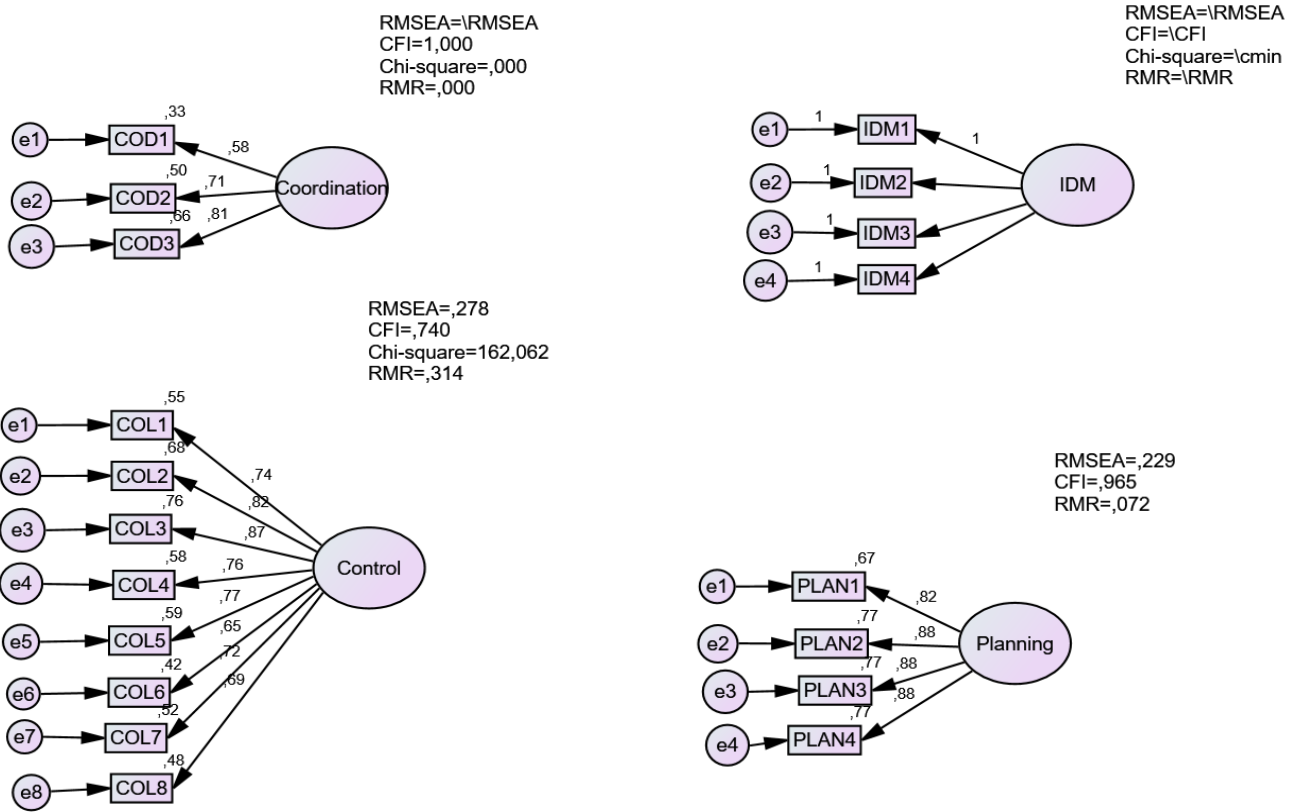 RMSEA=\RMSEA
CFI=1,000
Chi-square=,000
RMR=,000
,33
e1
COD1
,58
,50
e2
COD2
,71
,66
e3
COD3
,81
Coordination
RMSEA=\RMSEA
CFI=\CFI
Chi-square=\cmin
RMR=\RMR
e1
1
IDM1
1
e2
1
IDM2
IDM
e3
1
IDM3
e4
1
IDM4
RMSEA=,278
CFI=,740
Chi-square=162,062
RMR=,314
,55
e1
COL1
,74
,68
e2
COL2
,82
,76
e3
COL3
,87
,58
e4
COL4
,76
Control
,59
e5
COL5
,77
,42
e6
COL6
,65
,52
e7
COL7
,72
,48
e8
COL8
,69
RMSEA=,229
CFI=,965
RMR=,072
,67
e1
PLAN1
,82
,77
e2
PLAN2
,88
Planning
,77
e3
PLAN3
,88
,77
e4
PLAN4
,88